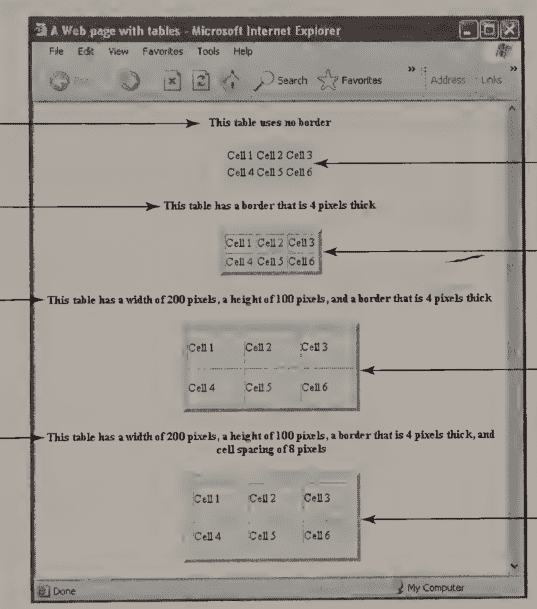 A Web page with tables - Microsoft Internet Explorer
File Edit View Favorites Tools Help
Search Favorites » Address Links »
This table uses no border
Cell 1 Cell 2 Cell 3
Cell 4 Cell 5 Cell 6
This table has a border that is 4 pixels thick
Cell 1 Cell 2 Cell 3
Cell 4 Cell 5 Cell 6
This table has a width of 200 pixels, a height of 100 pixels, and a border that is 4 pixels thick
Cell 1 Cell 2 Cell 3
Cell 4 Cell 5 Cell 6
This table has a width of 200 pixels, a height of 100 pixels, a border that is 4 pixels thick, and
cell spacing of 8 pixels
Cell 1 Cell 2 Cell 3
Cell 4 Cell 5 Cell 6
Done My Computer